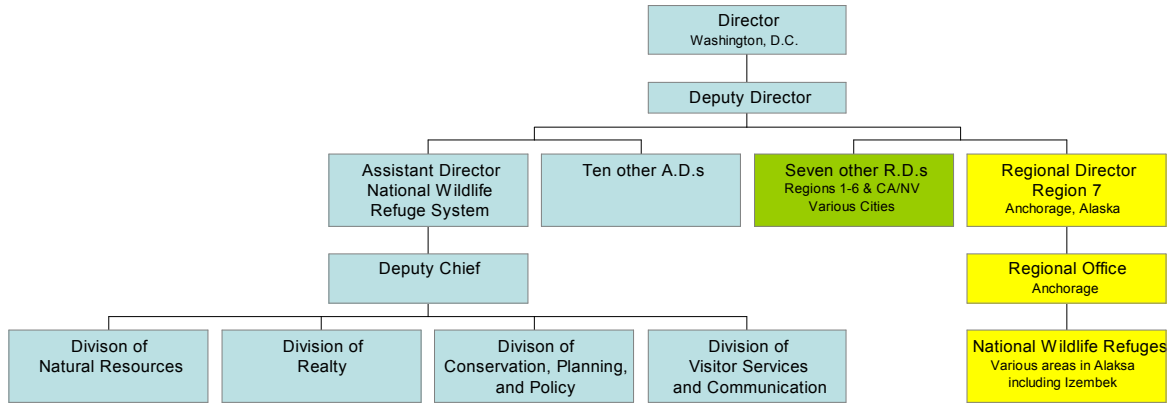 Director
Washington, D.C.
Deputy Director
Assistant Director
National Wildlife
Refuge System
Ten other A.D.s
Seven other R.D.s
Regions 1-6 & CA/NV
Various Cities
Regional Director
Region 7
Anchorage, Alaska
Deputy Chief
Regional Office
Anchorage
Divison of
Natural Resources
Division of
Realty
Divison of
Conservation, Planning,
and Policy
Division of
Visitor Services
and Communication
National Wildlife Refuges
Various areas in Alaksa
including Izembek